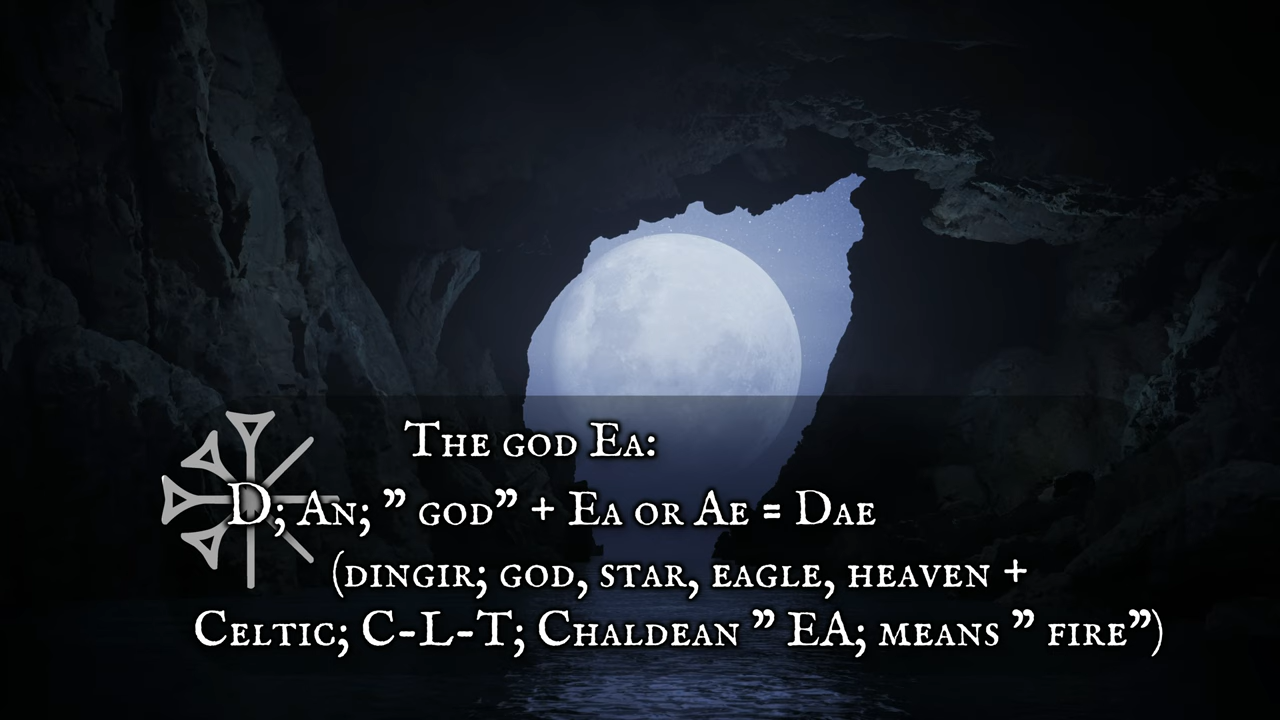 The god Ea:
D; An; ” god” + Ea or Ae = Dae
(dingir; god, star, eagle, heaven +
Celtic; C-L-T; Chaldean ” EA; means ” fire”)